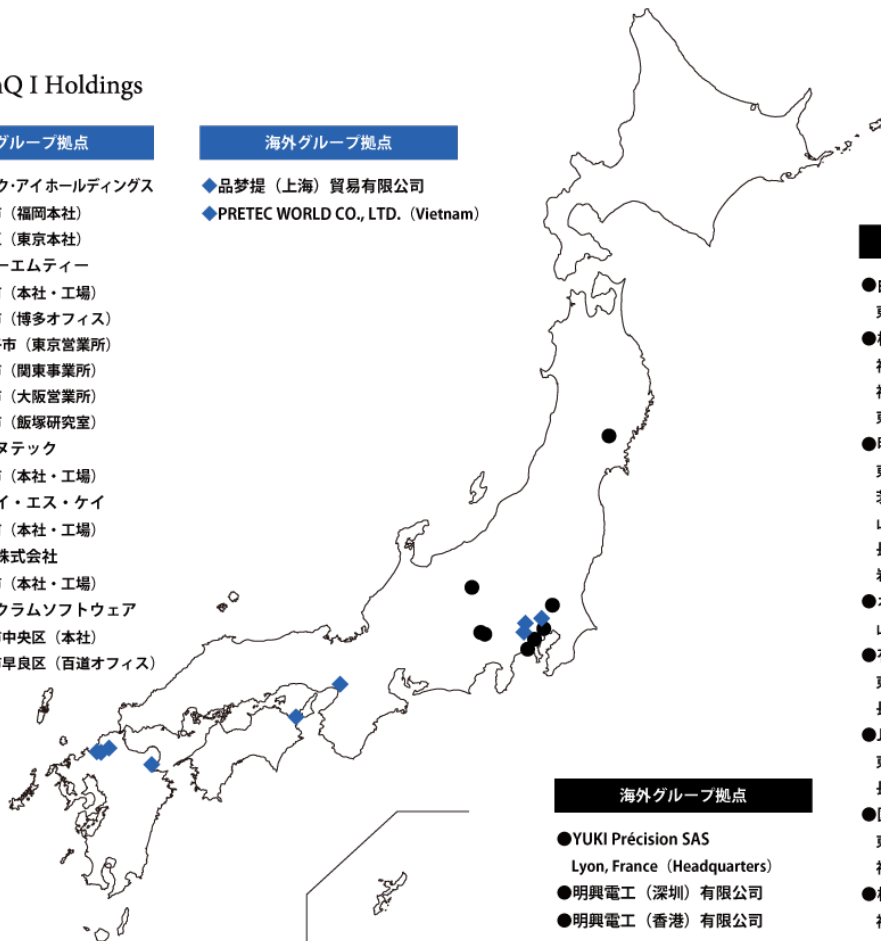 Q I Holdings
グループ拠点
ク・アイホールディングス
（福岡本社）
（東京本社）
ーエムティー
（本社・工場）
（博多オフィス）
市（東京営業所）
（関東事業所）
（大阪営業所）
（飯塚研究室）
ヌテック
（本社・工場）
イ・エス・ケイ
（本社・工場）
株式会社
（本社・工場）
クラムソフトウェア
市中央区（本社）
市早良区（百道オフィス）
海外グループ拠点
◆品梦提（上海）貿易有限公司
◆PRETEC WORLD CO., LTD.（Vietnam）
海外グループ拠点
●YUKI Précision SAS
Lyon, France（Headquarters）
●明興電工（深圳）有限公司
●明興電工（香港）有限公司